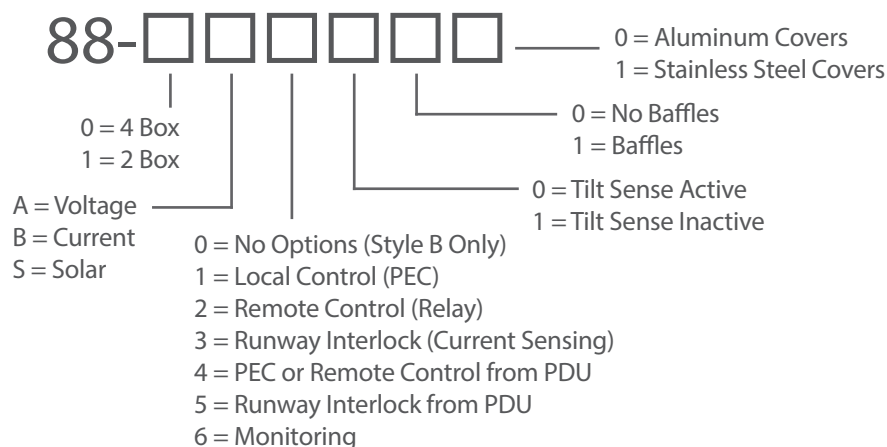 88-
0 = Aluminum Covers
1 = Stainless Steel Covers
0 = No Baffles
1 = Baffles
0 = 4 Box
1 = 2 Box
0 = Tilt Sense Active
1 = Tilt Sense Inactive
A = Voltage
B = Current
S = Solar
0 = No Options (Style B Only)
1 = Local Control (PEC)
2 = Remote Control (Relay)
3 = Runway Interlock (Current Sensing)
4 = PEC or Remote Control from PDU
5 = Runway Interlock from PDU
6 = Monitoring